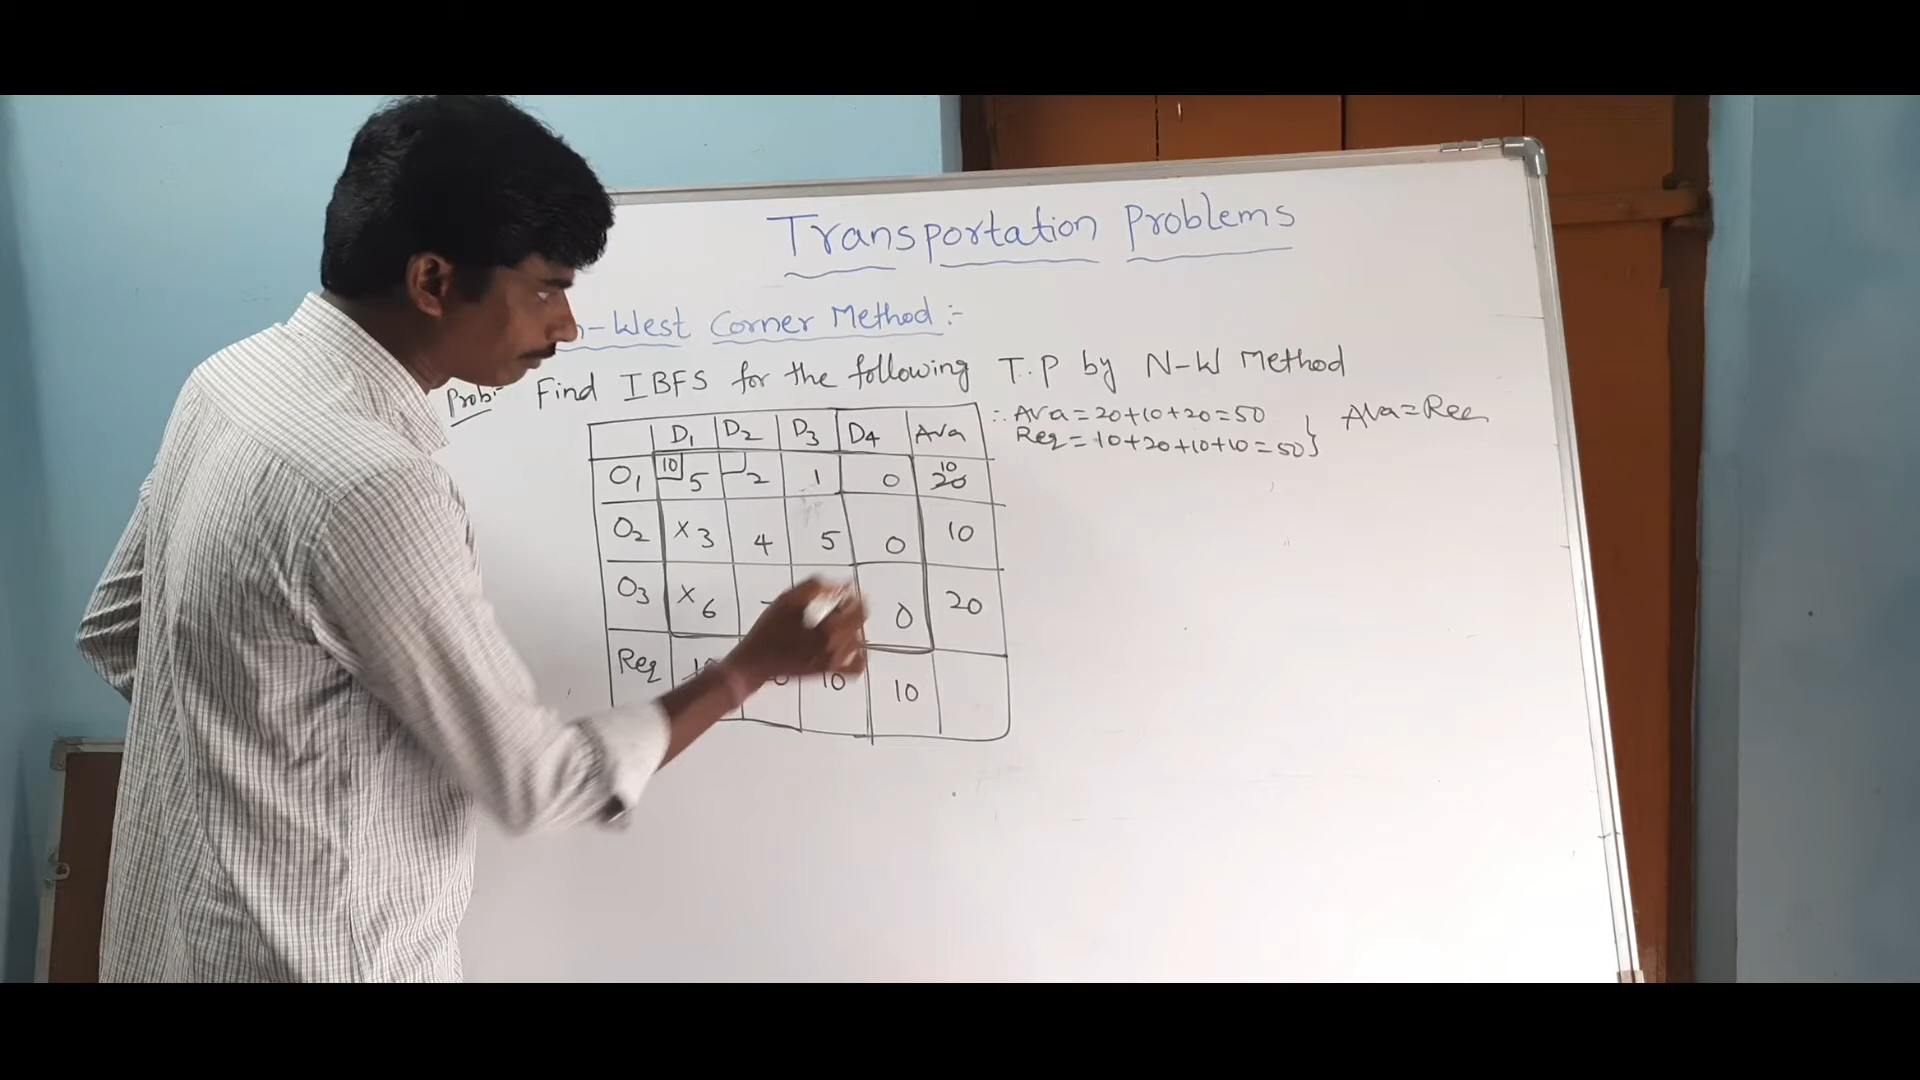 Transportation Problems
-West Corner Method :-
Prob:- Find IBFS for the following T.P by N-W Method
D1 D2 D3 D4 Ava
O1 10 5 2 1 0 10 20
O2 × 3 4 5 0 10
O3 × 6 0 20
Req 10 10 10
∴ Ava = 20+10+20=50
Req = 10+20+10+10=50 } Ava=Req